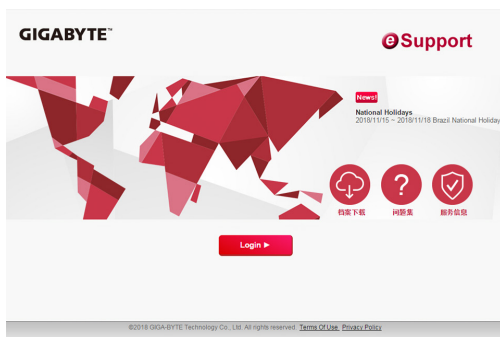 GIGABYTE™
eSupport
News!
National Holidays
2018/11/15 ~ 2018/11/18 Brazil National Holiday
档案下载
问题集
服务信息
Login ►
©2018 GIGA-BYTE Technology Co., Ltd. All rights reserved. Terms Of Use Privacy Policy